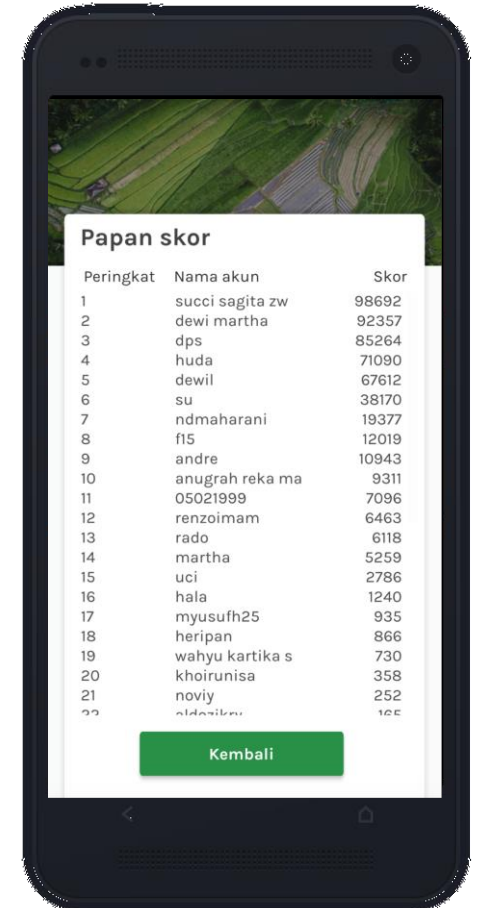 Papan skor
Peringkat Nama akun Skor
1 succi sagita zw 98692
2 dewi martha 92357
3 dps 85264
4 huda 71090
5 dewil 67612
6 su 38170
7 ndmaharani 19377
8 f15 12019
9 andre 10943
10 anugrah reka ma 9311
11 05021999 7096
12 renzoimam 6463
13 rado 6118
14 martha 5259
15 uci 2786
16 hala 1240
17 myusufh25 935
18 heripan 866
19 wahyu kartika s 730
20 khoirunisa 358
21 noviy 252
22 165
Kembali